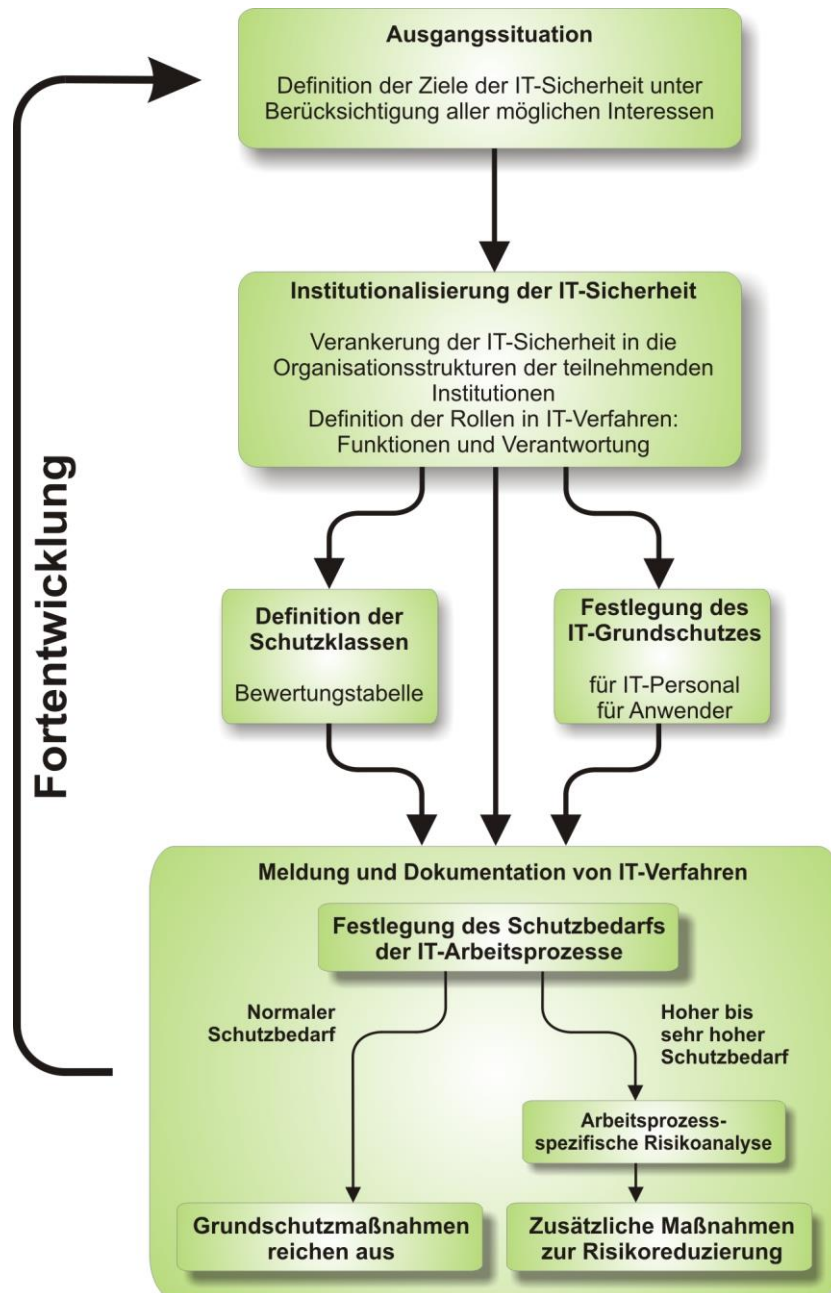 Ausgangssituation
Definition der Ziele der IT-Sicherheit unter
Berücksichtigung aller möglichen Interessen
Institutionalisierung der IT-Sicherheit
Verankerung der IT-Sicherheit in die
Organisationsstrukturen der teilnehmenden
Institutionen
Definition der Rollen in IT-Verfahren:
Funktionen und Verantwortung
Fortentwicklung
Definition der
Schutzklassen
Bewertungstabelle
Festlegung des
IT-Grundschutzes
für IT-Personal
für Anwender
Meldung und Dokumentation von IT-Verfahren
Festlegung des Schutzbedarfs
der IT-Arbeitsprozesse
Normaler
Schutzbedarf
Hoher bis
sehr hoher
Schutzbedarf
Arbeitsprozess-
spezifische Risikoanalyse
Grundschutzmaßnahmen
reichen aus
Zusätzliche Maßnahmen
zur Risikoreduzierung